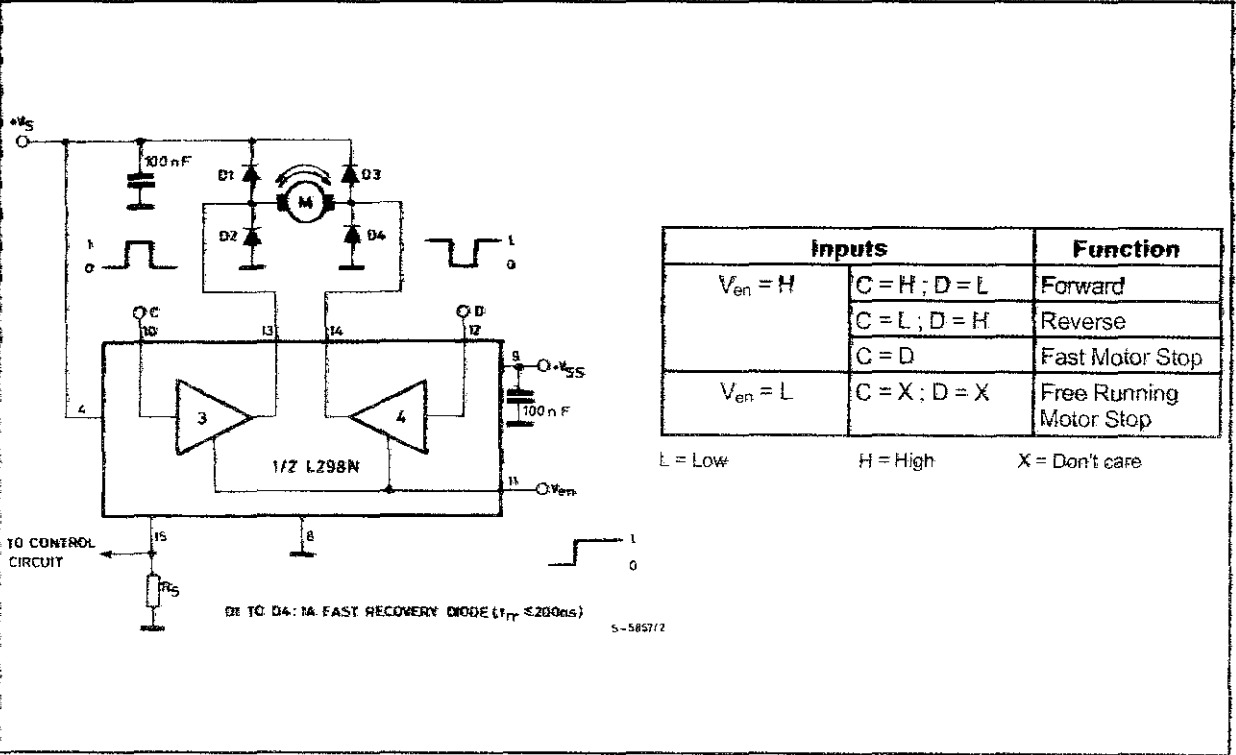 +Vs
100nF
D1
D3
M
D2
D4
1
0
1
0
C
D
10
13
14
12
9
+Vss
4
3
4
100nF
1/2 L298N
11
Ven
15
8
TO CONTROL
CIRCUIT
1
0
Rs
D1 TO D4: 1A FAST RECOVERY DIODE (trr ≤200ns)
S-5857/2
Inputs Function
Ven = H C = H ; D = L Forward
C = L ; D = H Reverse
C = D Fast Motor Stop
Ven = L C = X ; D = X Free Running
Motor Stop
L = Low H = High X = Don't care